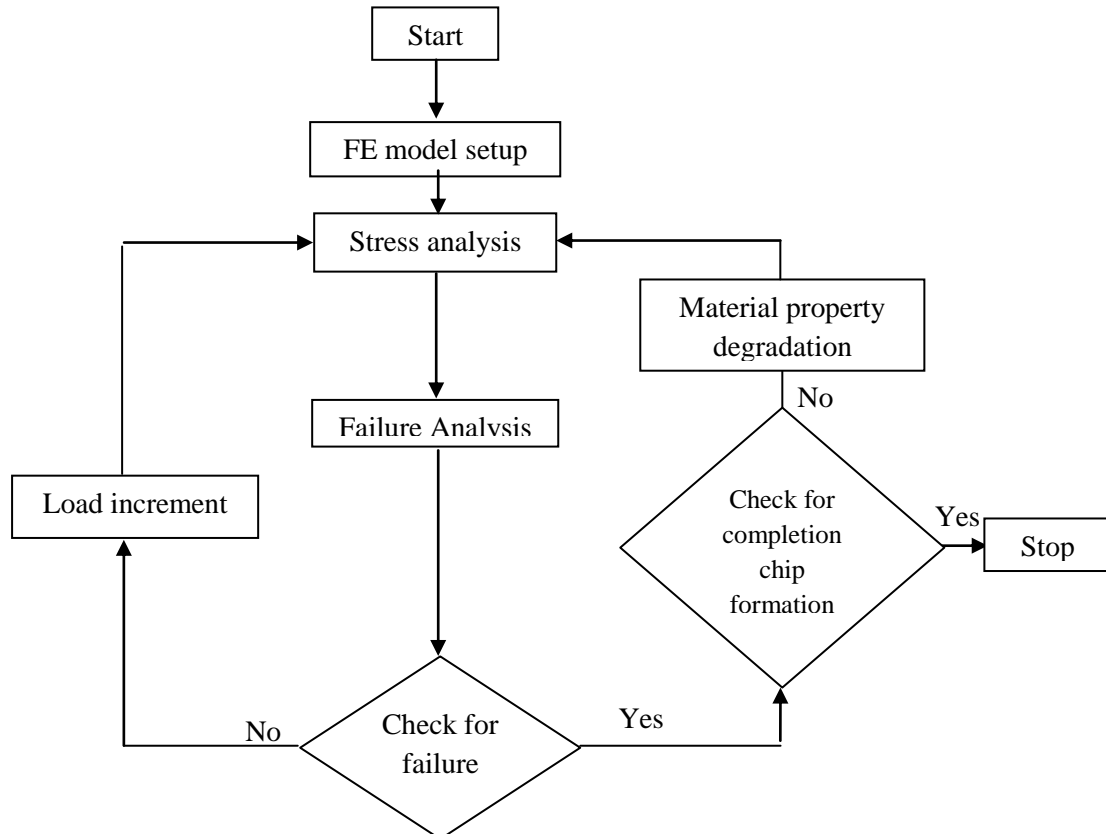 Start
FE model setup
Stress analysis
Material property
degradation
No
Failure Analysis
Load increment
Check for
completion
chip
formation
Yes
Stop
No
Check for
failure
Yes